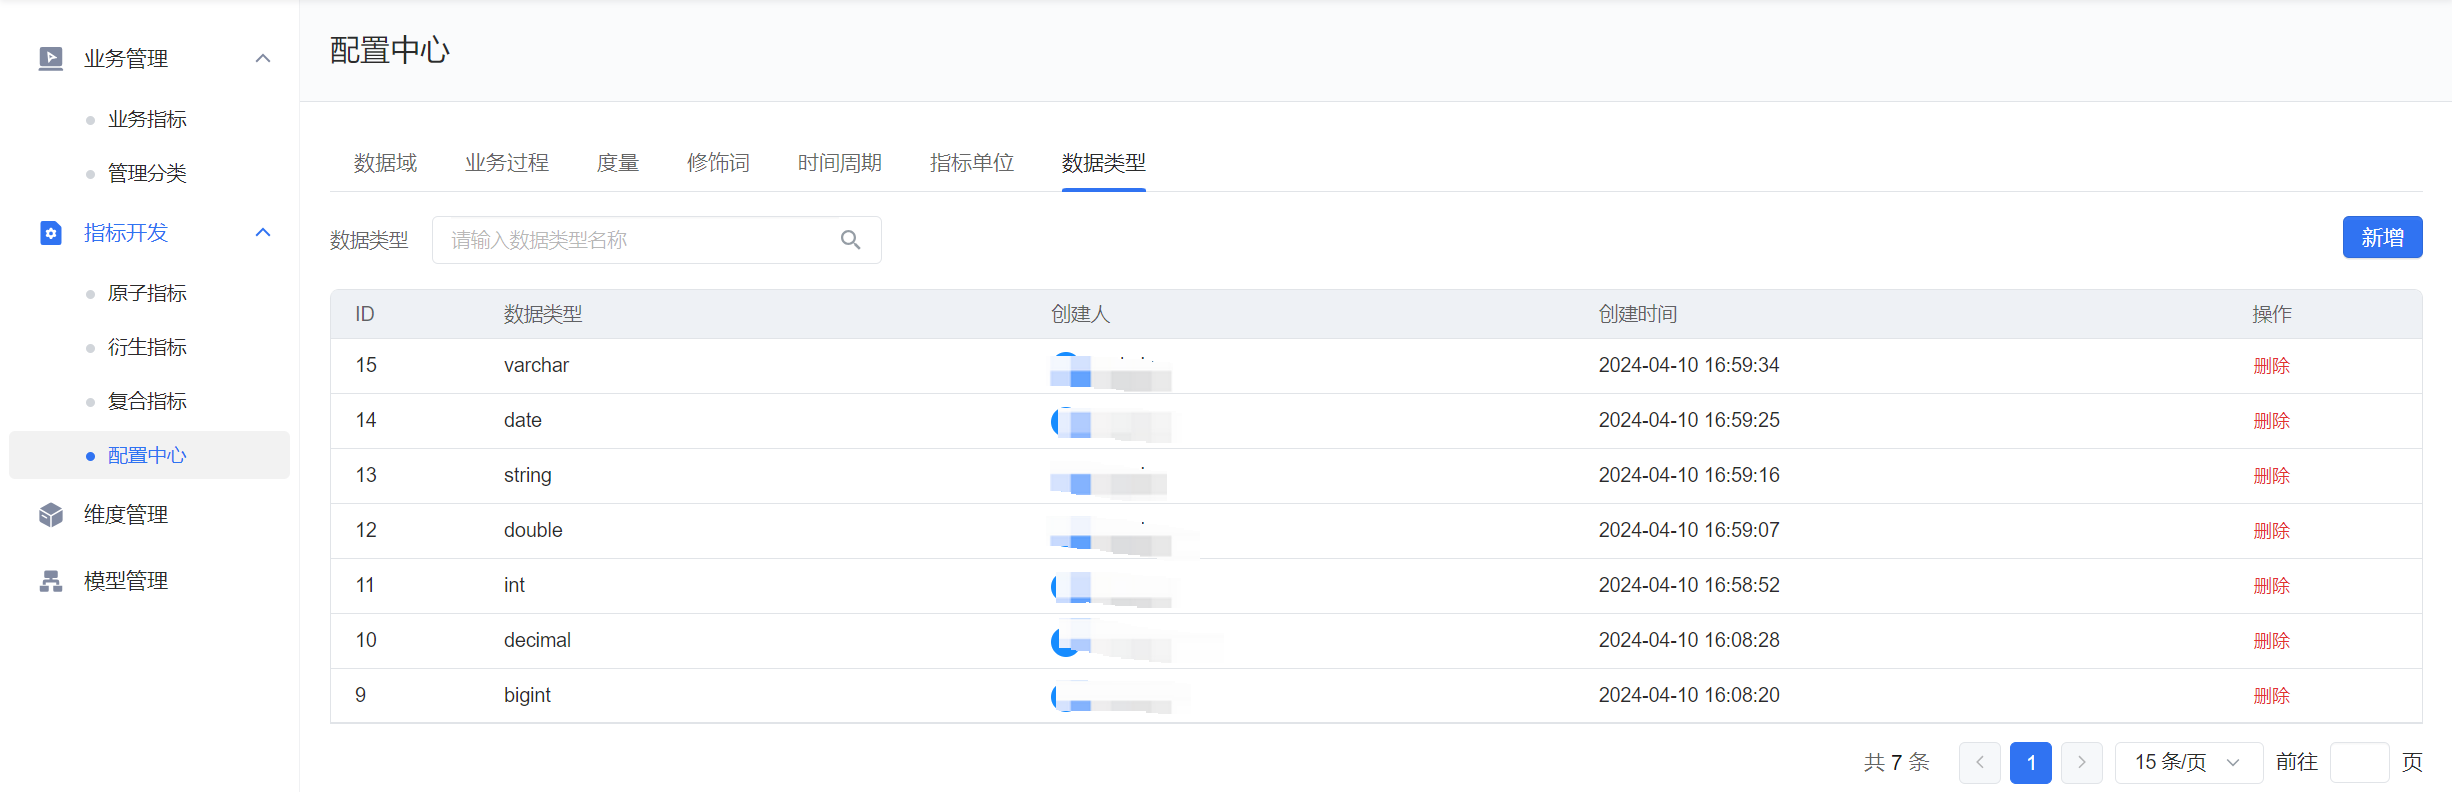 业务管理
业务指标
管理分类
指标开发
原子指标
衍生指标
复合指标
配置中心
维度管理
模型管理
配置中心
数据域 业务过程 度量 修饰词 时间周期 指标单位 数据类型
数据类型 请输入数据类型名称 新增
ID 数据类型 创建人 创建时间 操作
15 varchar 2024-04-10 16:59:34 删除
14 date 2024-04-10 16:59:25 删除
13 string 2024-04-10 16:59:16 删除
12 double 2024-04-10 16:59:07 删除
11 int 2024-04-10 16:58:52 删除
10 decimal 2024-04-10 16:08:28 删除
9 bigint 2024-04-10 16:08:20 删除
共 7 条 1 15 条/页 前往 页